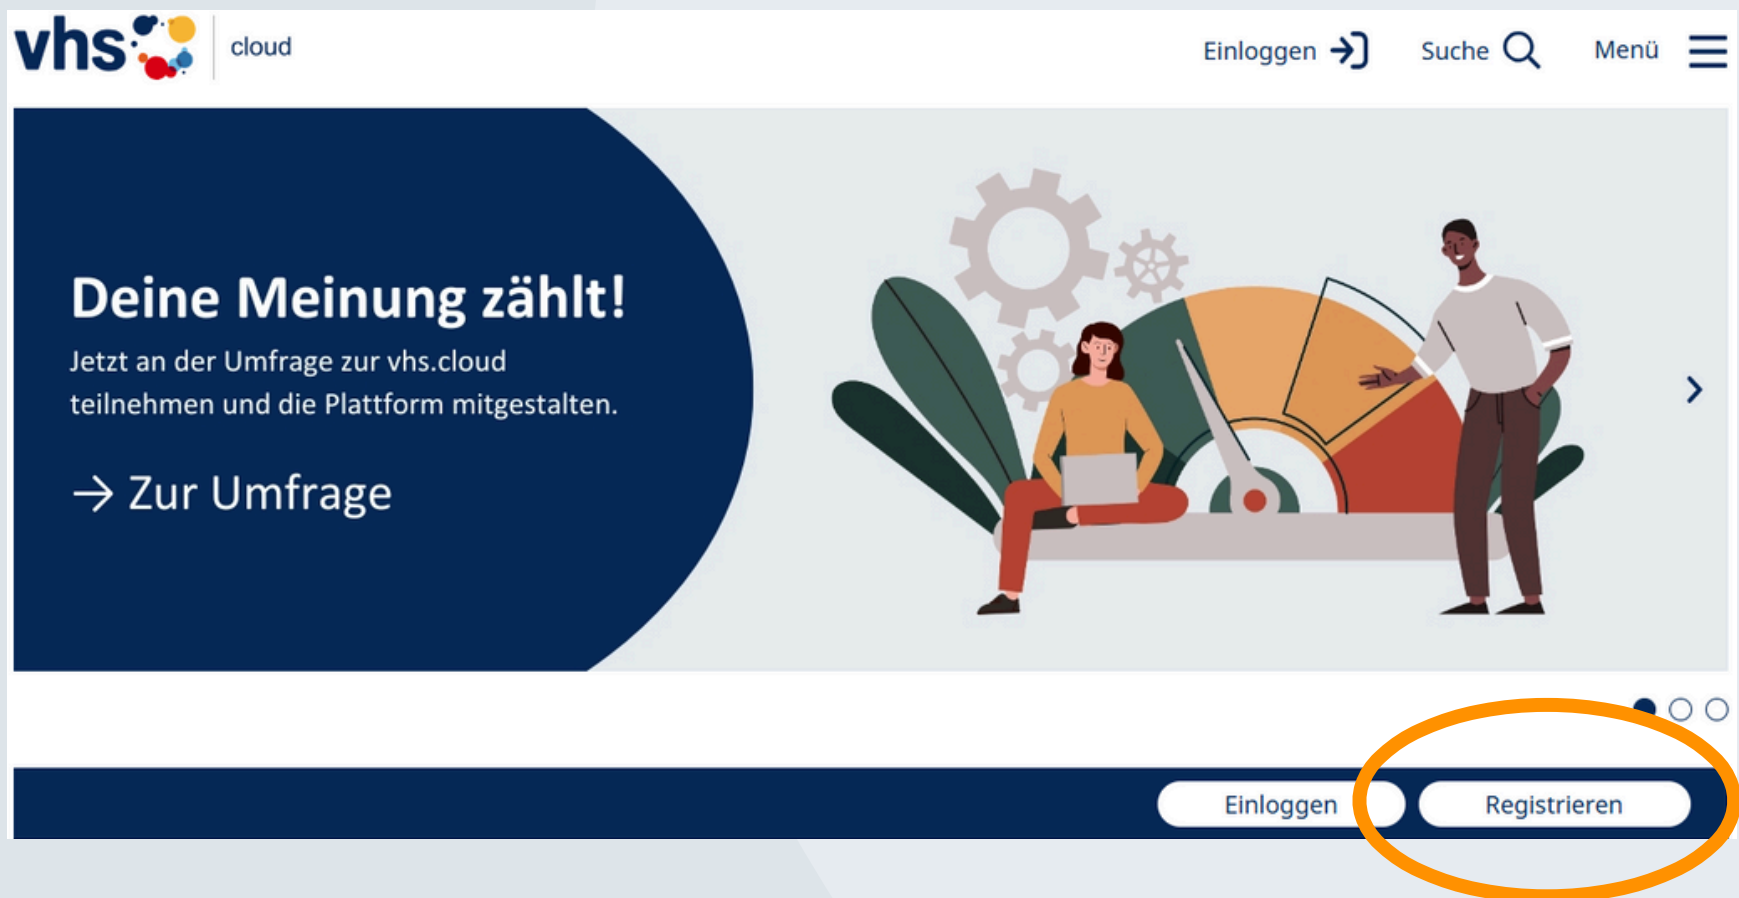 vhs
cloud
Einloggen
Suche
Menü
Deine Meinung zählt!
Jetzt an der Umfrage zur vhs.cloud
teilnehmen und die Plattform mitgestalten.
→ Zur Umfrage
Einloggen
Registrieren